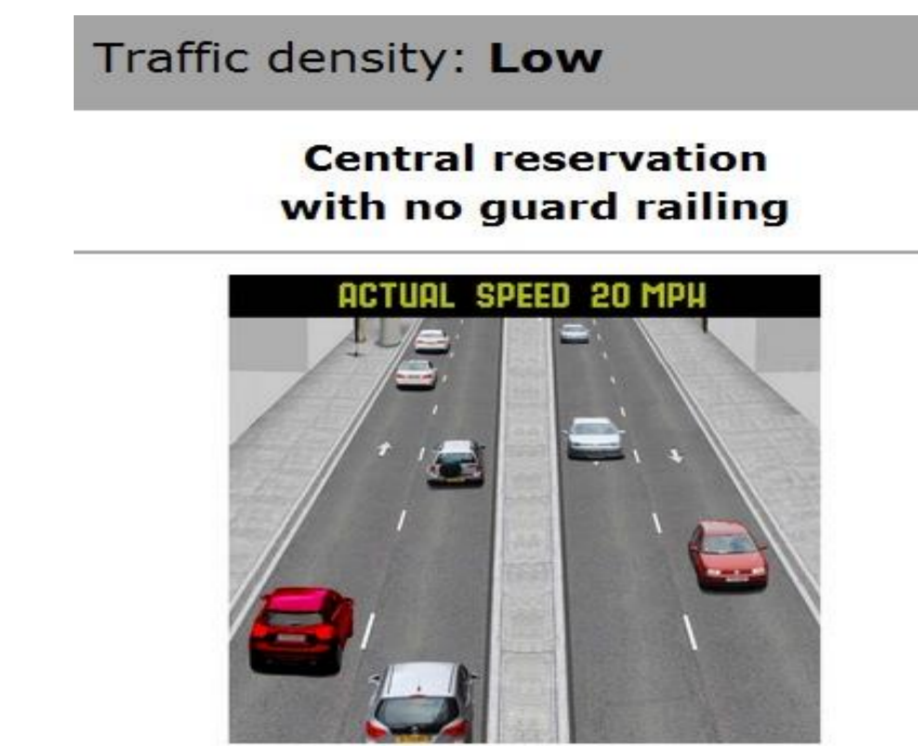 Traffic density: Low
Central reservation
with no guard railing
ACTUAL SPEED 20 MPH